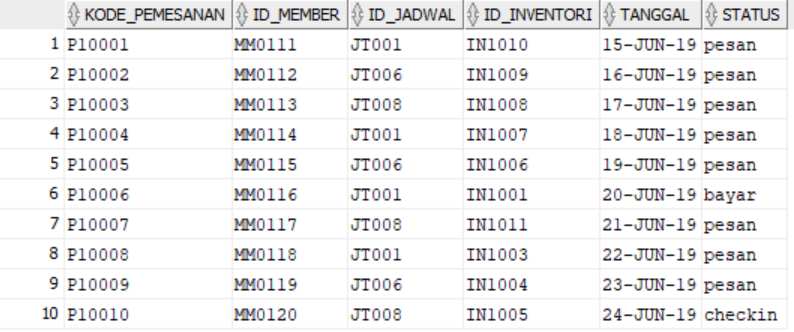 KODE_PEMESANAN ID_MEMBER ID_JADWAL ID_INVENTORI TANGGAL STATUS
1 P10001 MM0111 JT001 IN1010 15-JUN-19 pesan
2 P10002 MM0112 JT006 IN1009 16-JUN-19 pesan
3 P10003 MM0113 JT008 IN1008 17-JUN-19 pesan
4 P10004 MM0114 JT001 IN1007 18-JUN-19 pesan
5 P10005 MM0115 JT006 IN1006 19-JUN-19 pesan
6 P10006 MM0116 JT001 IN1001 20-JUN-19 bayar
7 P10007 MM0117 JT008 IN1011 21-JUN-19 pesan
8 P10008 MM0118 JT001 IN1003 22-JUN-19 pesan
9 P10009 MM0119 JT006 IN1004 23-JUN-19 pesan
10 P10010 MM0120 JT008 IN1005 24-JUN-19 checkin